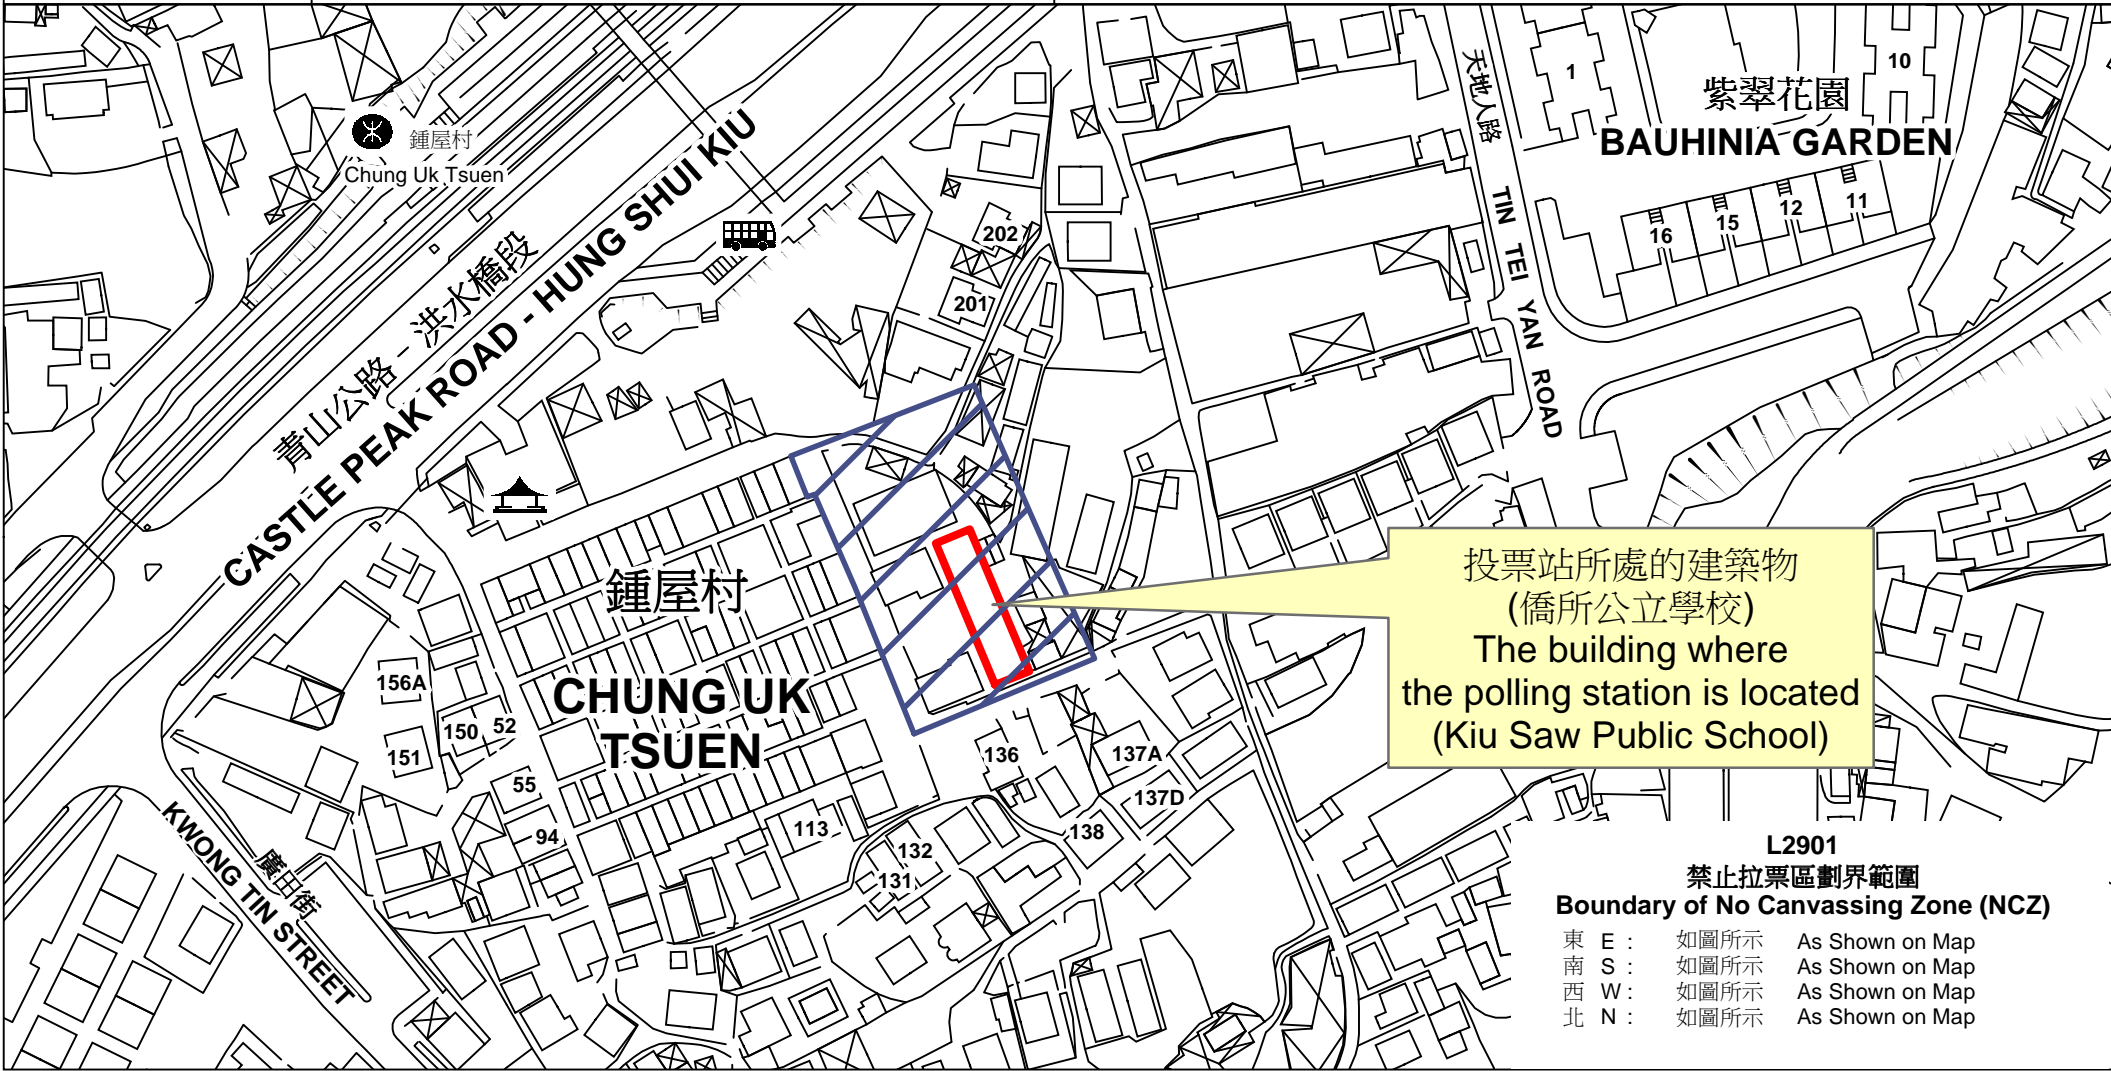 鍾屋村
Chung Uk Tsuen
青山公路 - 洪水橋段
CASTLE PEAK ROAD - HUNG SHUI KIU
天地人路
TIN TEI YAN ROAD
1
10
紫翠花園
BAUHINIA GARDEN
16
15
12
11
202
201
鍾屋村
CHUNG UK
TSUEN
156A
151
150
52
55
94
113
132
131
136
137A
137D
138
廣田街
KWONG TIN STREET
投票站所處的建築物
(僑所公立學校)
The building where
the polling station is located
(Kiu Saw Public School)
L2901
禁止拉票區劃界範圍
Boundary of No Canvassing Zone (NCZ)
東 E : 如圖所示 As Shown on Map
南 S : 如圖所示 As Shown on Map
西 W : 如圖所示 As Shown on Map
北 N : 如圖所示 As Shown on Map